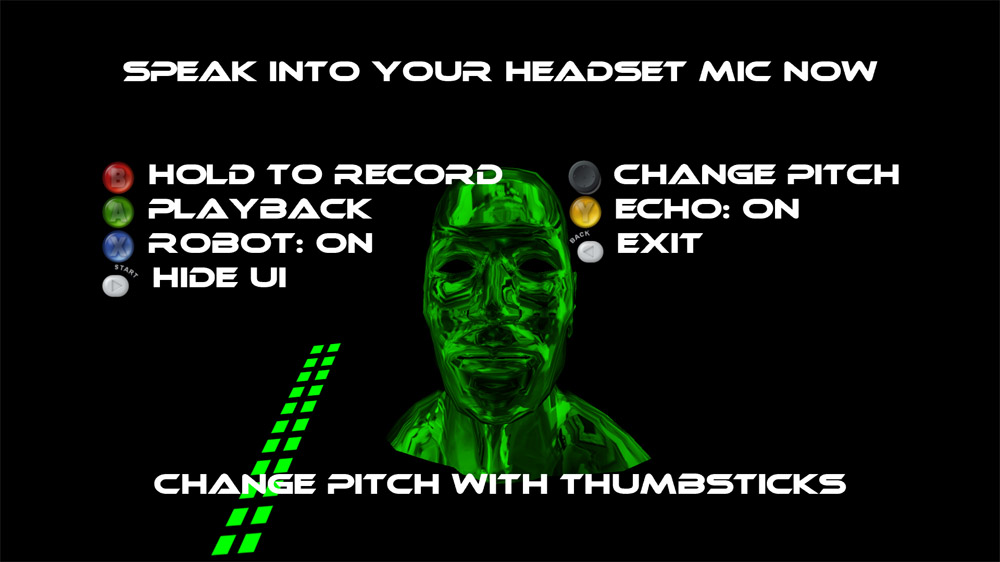 SPEAK INTO YOUR HEADSET MIC NOW
B HOLD TO RECORD
A PLAYBACK
X ROBOT: ON
START HIDE UI
CHANGE PITCH
Y ECHO: ON
BACK EXIT
CHANGE PITCH WITH THUMBSTICKS